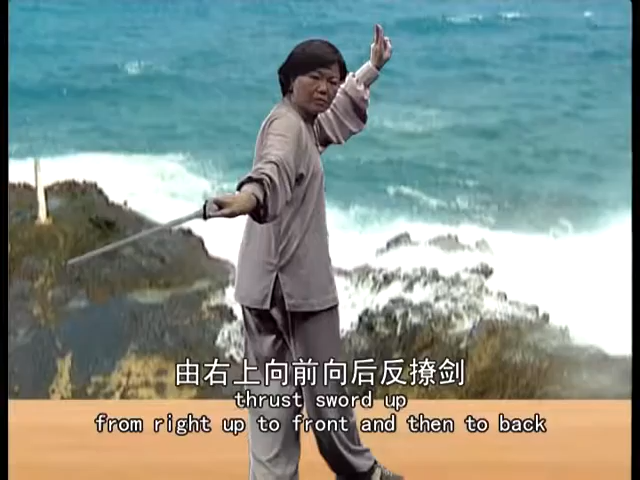 由右上向前向后反撩剑
thrust sword up
from right up to front and then to back